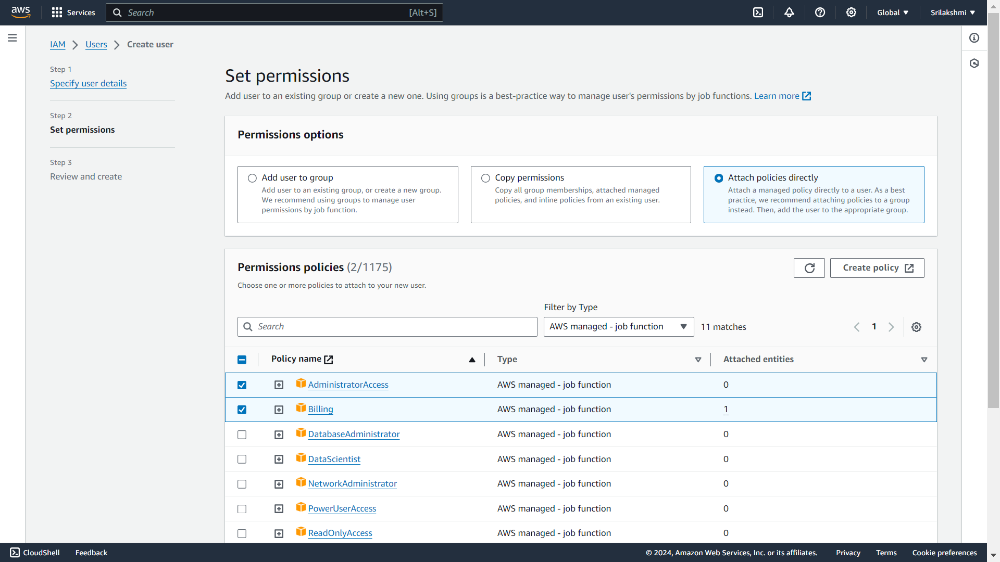 aws
Services
Search
[Alt+S]
Global
Srilakshmi
IAM
Users
Create user
Step 1
Specify user details
Step 2
Set permissions
Step 3
Review and create
Set permissions
Add user to an existing group or create a new one. Using groups is a best-practice way to manage user's permissions by job functions. Learn more
Permissions options
Add user to group
Add user to an existing group, or create a new group.
We recommend using groups to manage user
permissions by job function.
Copy permissions
Copy all group memberships, attached managed
policies, and inline policies from an existing user.
Attach policies directly
Attach a managed policy directly to a user. As a best
practice, we recommend attaching policies to a group
instead. Then, add the user to the appropriate group.
Permissions policies (2/1175)
Choose one or more policies to attach to your new user.
Create policy
Filter by Type
Search
AWS managed - job function
11 matches
1
Policy name
Type
Attached entities
AdministratorAccess
AWS managed - job function
0
Billing
AWS managed - job function
1
DatabaseAdministrator
AWS managed - job function
0
DataScientist
AWS managed - job function
0
NetworkAdministrator
AWS managed - job function
0
PowerUserAccess
AWS managed - job function
0
ReadOnlyAccess
AWS managed - job function
0
CloudShell
Feedback
© 2024, Amazon Web Services, Inc. or its affiliates.
Privacy
Terms
Cookie preferences